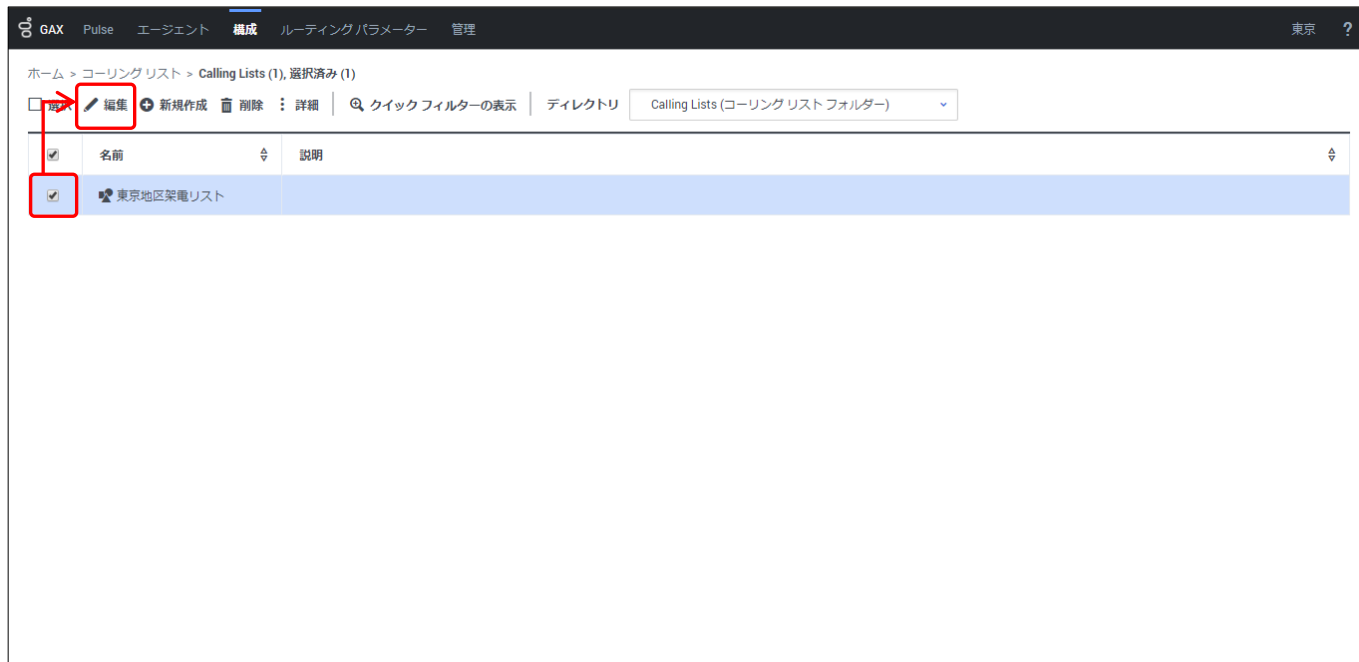 GAX Pulse エージェント 構成 ルーティング パラメーター 管理 東京 ?
ホーム > コーリング リスト > Calling Lists (1), 選択済み (1)
選択 編集 新規作成 削除 詳細 クイック フィルターの表示 ディレクトリ Calling Lists (コーリング リスト フォルダー)
名前 説明
東京地区架電リスト